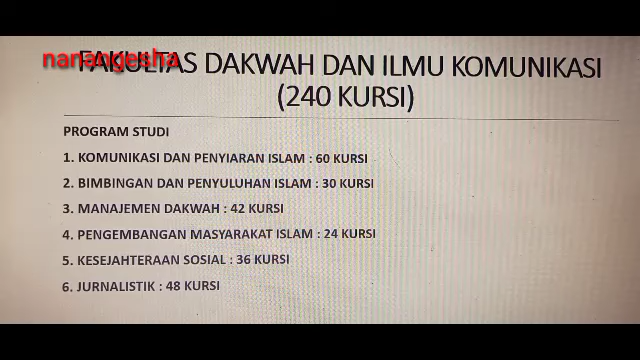 nanangesha
FAKULTAS DAKWAH DAN ILMU KOMUNIKASI
(240 KURSI)
PROGRAM STUDI
1. KOMUNIKASI DAN PENYIARAN ISLAM : 60 KURSI
2. BIMBINGAN DAN PENYULUHAN ISLAM : 30 KURSI
3. MANAJEMEN DAKWAH : 42 KURSI
4. PENGEMBANGAN MASYARAKAT ISLAM : 24 KURSI
5. KESEJAHTERAAN SOSIAL : 36 KURSI
6. JURNALISTIK : 48 KURSI